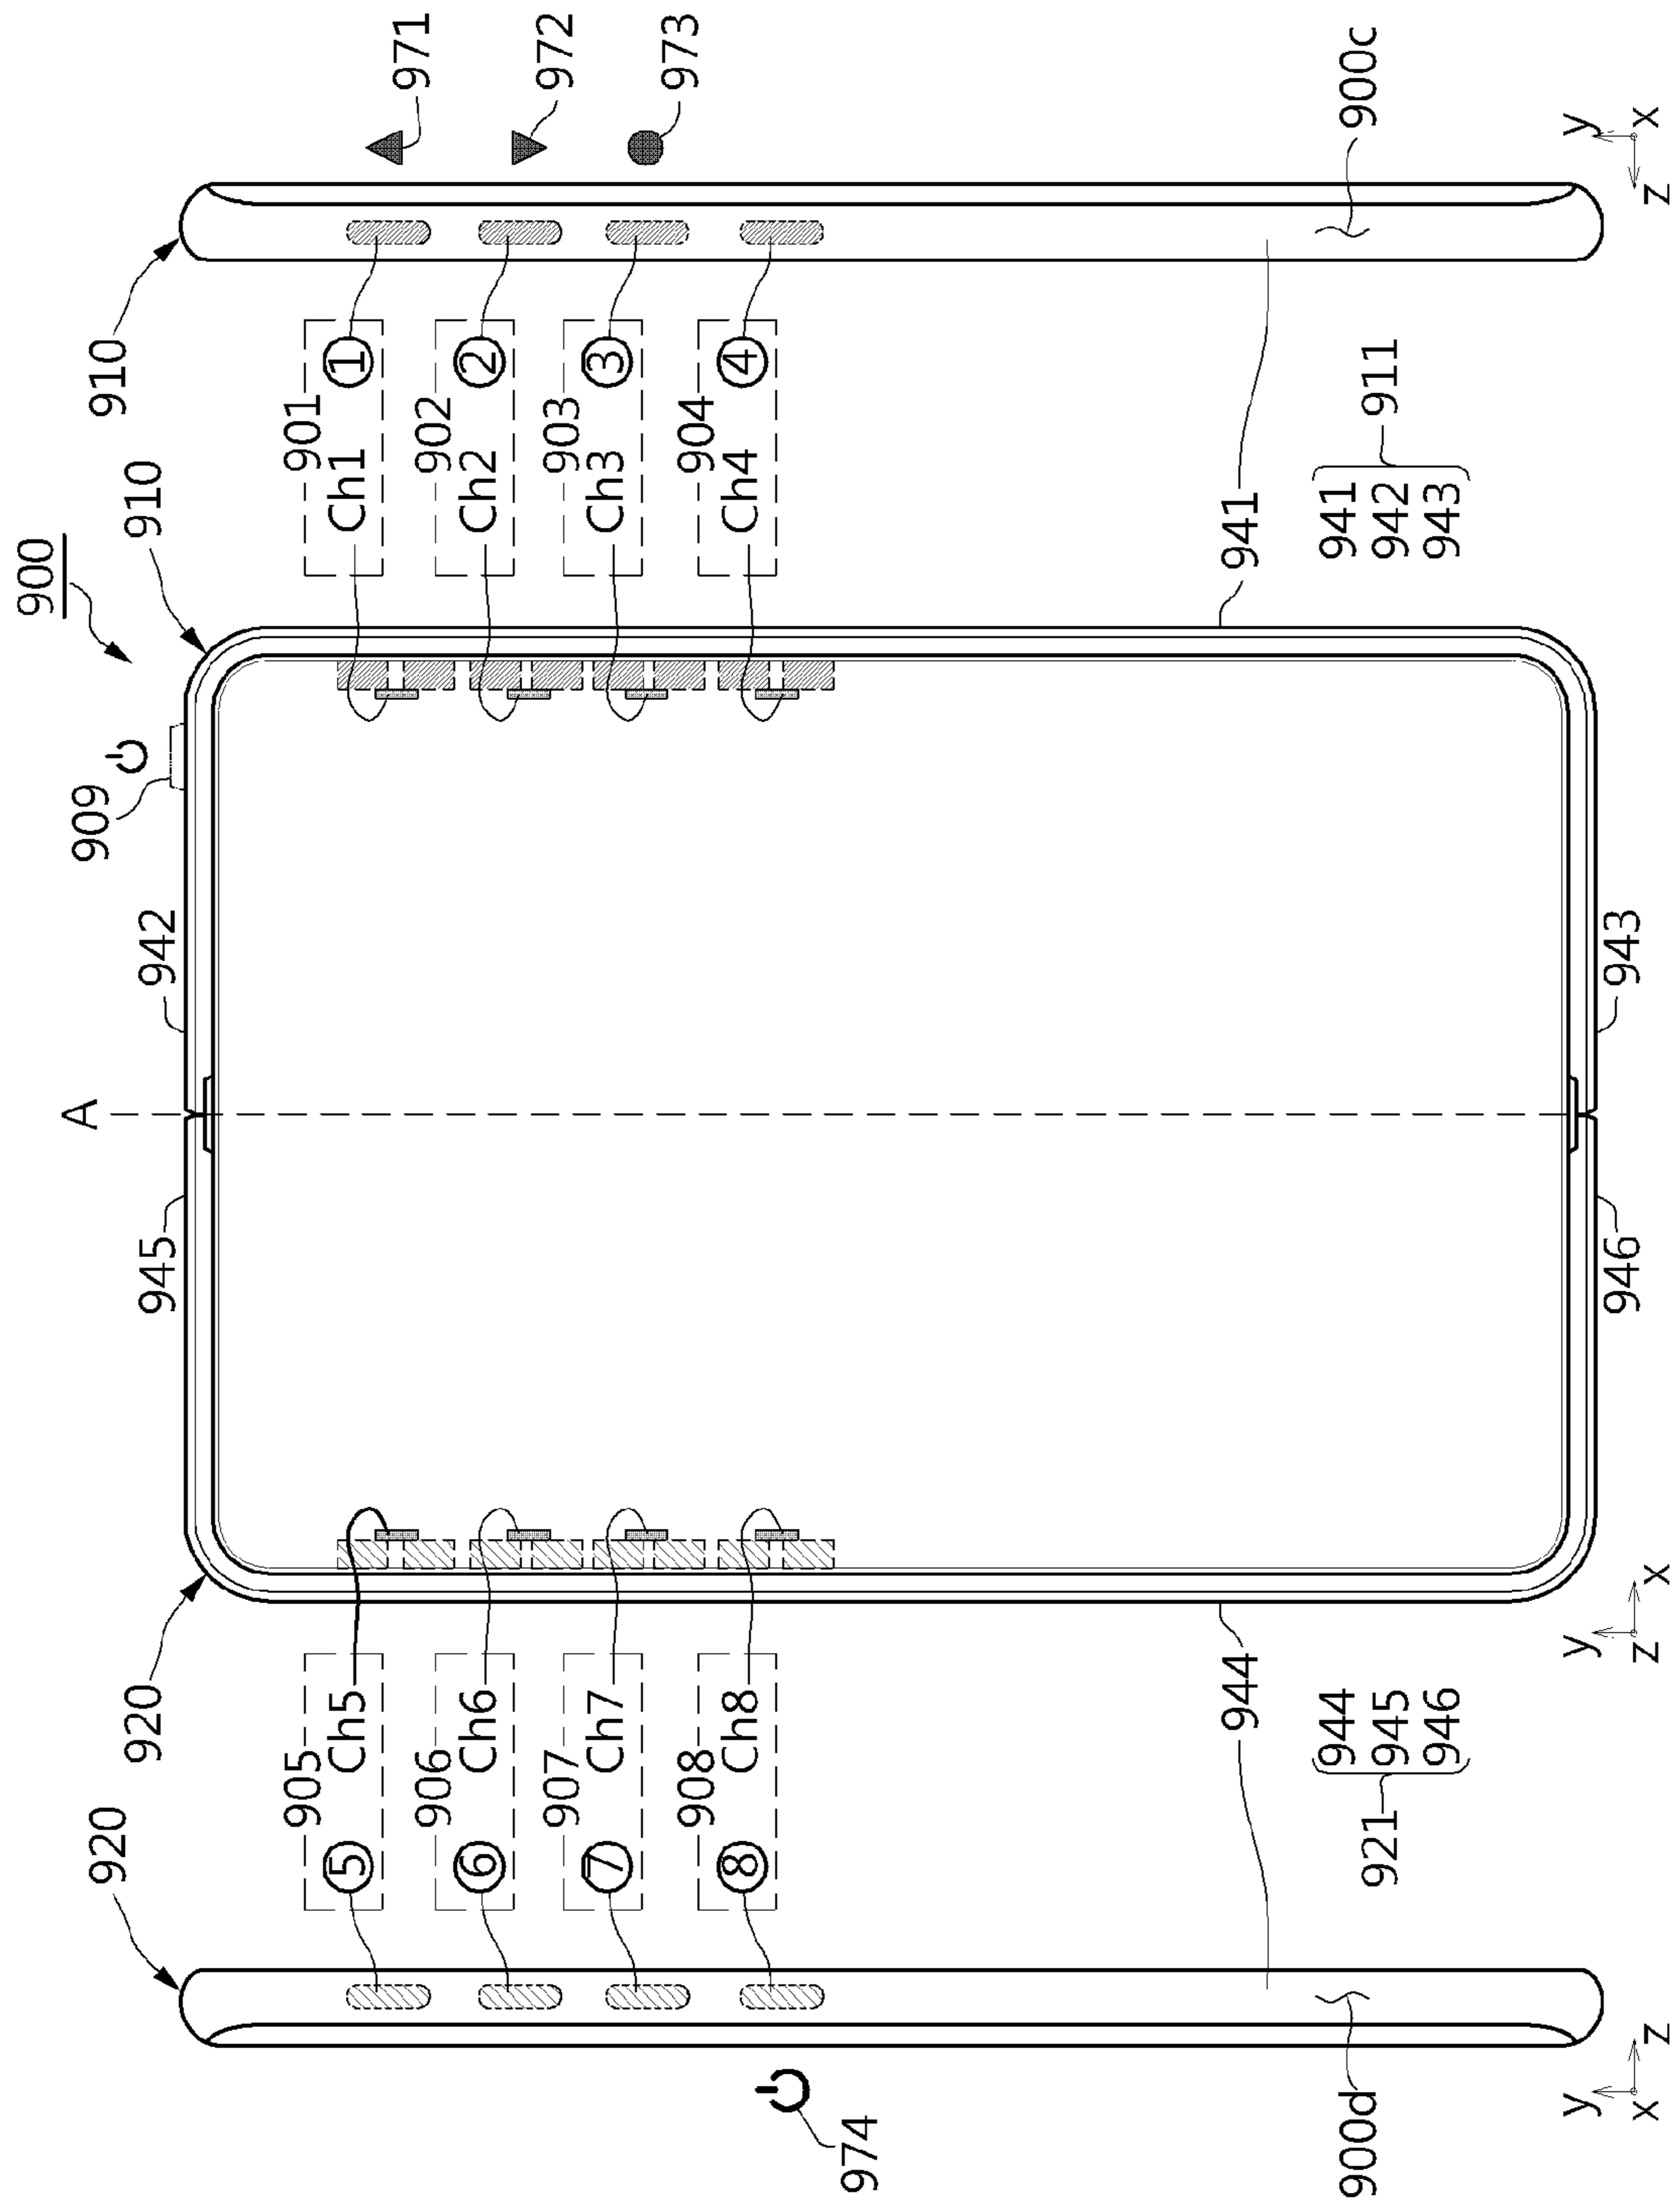 900
A
909
920
910
920
945
942
910
905
901
⑤ Ch5
Ch1 ①
971
906
902
⑥ Ch6
Ch2 ②
972
907
903
⑦ Ch7
Ch3 ③
973
908
904
⑧ Ch8
Ch4 ④
974
944
941
900d
900c
944
921 945
946
941
942 911
943
946
943
y
x z
y
z x
y
z x